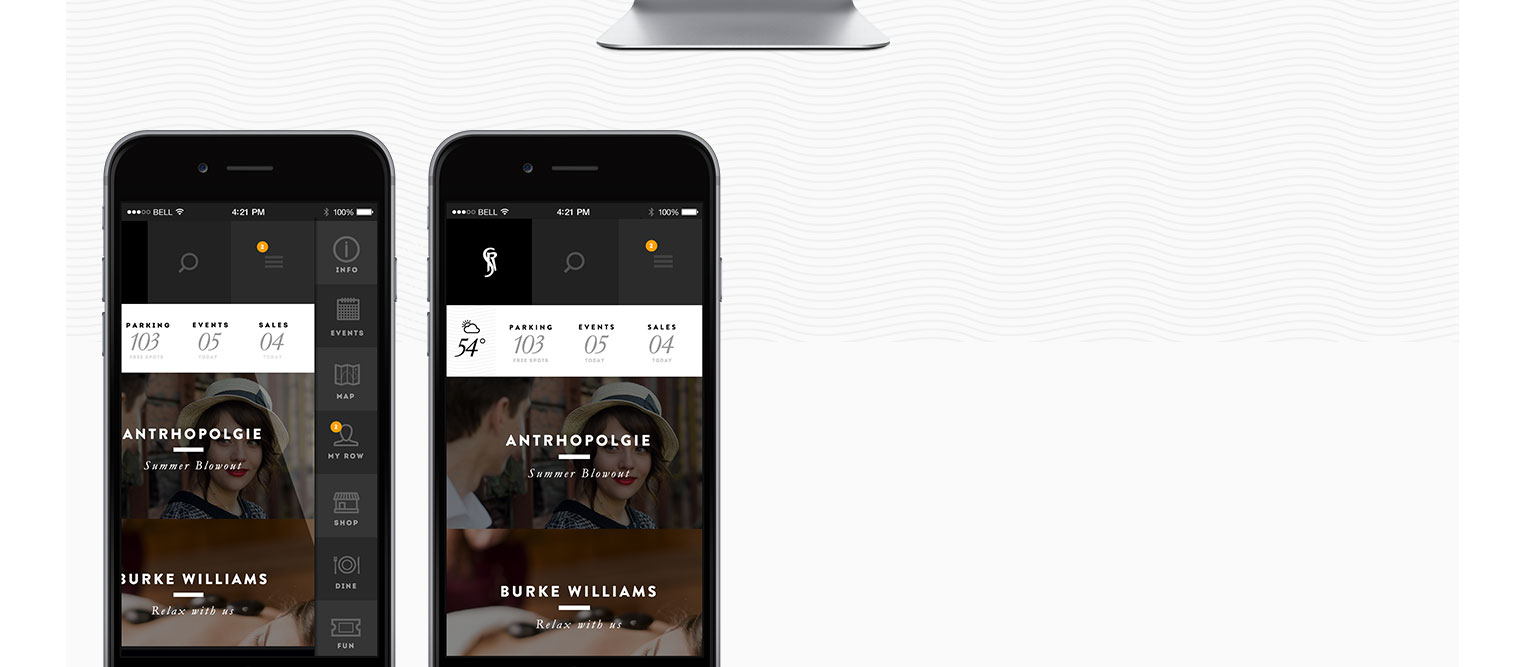 BELL 4:21 PM 100%
2
INFO
PARKING EVENTS SALES
103 05 04
FREE SPOTS TODAY TODAY
EVENTS
MAP
ANTRHOPOLGIE
Summer Blowout
2
MY ROW
SHOP
BURKE WILLIAMS
Relax with us
DINE
FUN
BELL 4:21 PM 100%
2
54° PARKING EVENTS SALES
103 05 04
FREE SPOTS TODAY TODAY
ANTRHOPOLGIE
Summer Blowout
BURKE WILLIAMS
Relax with us